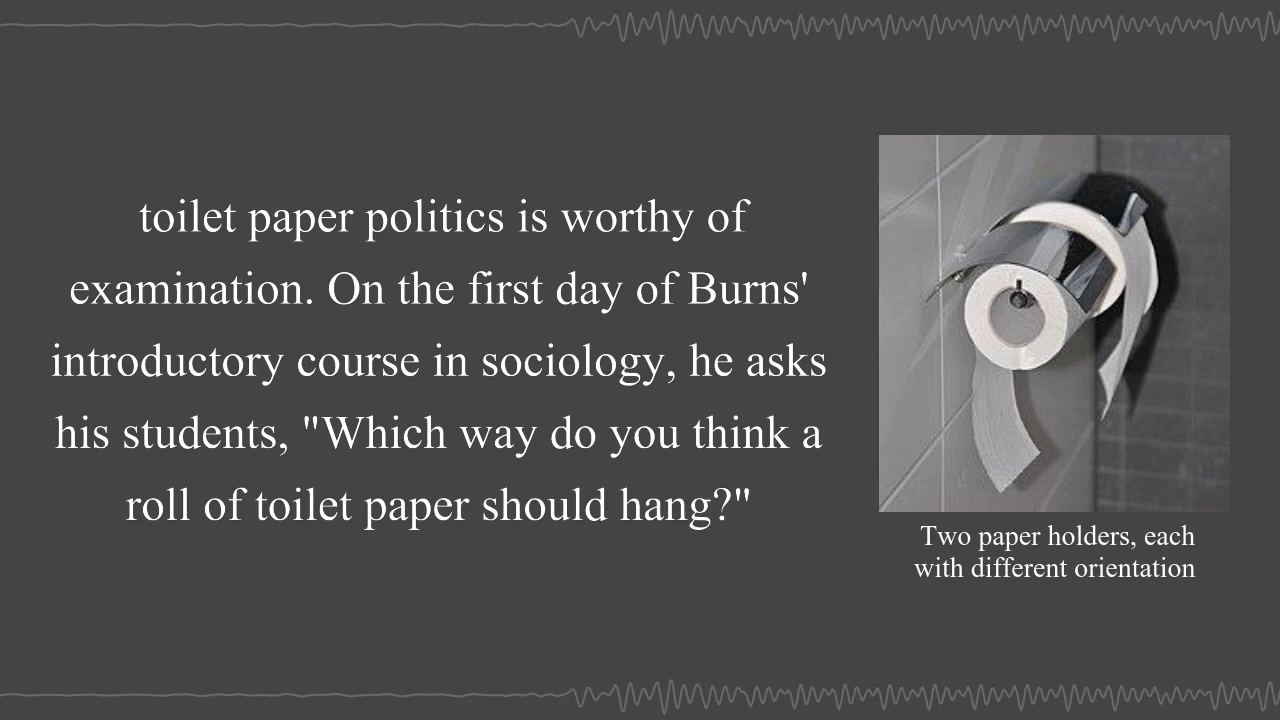 toilet paper politics is worthy of
examination. On the first day of Burns'
introductory course in sociology, he asks
his students, "Which way do you think a
roll of toilet paper should hang?"
Two paper holders, each
with different orientation